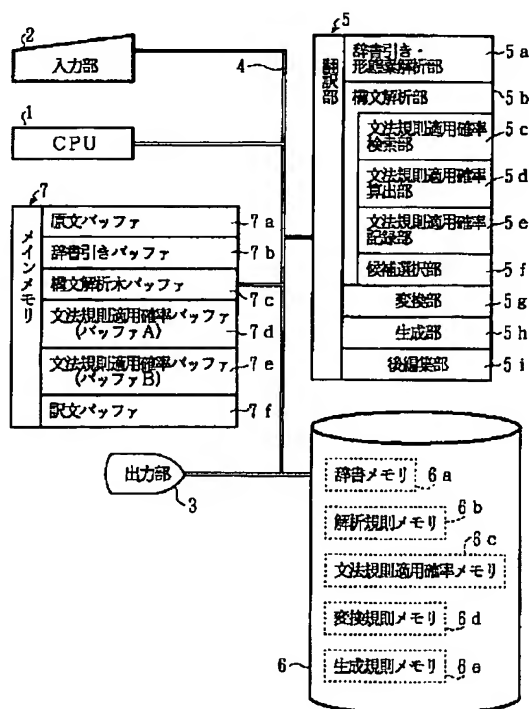 2
入力部
4
1
CPU
5
翻訳部
辞書引き・
形態素解析部
5a
構文解析部
5b
文法規則適用確率
検索部
5c
文法規則適用確率
算出部
5d
文法規則適用確率
記録部
5e
候補選択部
5f
変換部
5g
生成部
5h
後編集部
5i
7
メインメモリ
原文バッファ
7a
辞書引きバッファ
7b
構文解析木バッファ
7c
文法規則適用確率バッファ
(バッファA)
7d
文法規則適用確率バッファ
(バッファB)
7e
訳文バッファ
7f
出力部
3
6
辞書メモリ
6a
解析規則メモリ
6b
文法規則適用確率メモリ
6c
変換規則メモリ
6d
生成規則メモリ
6e